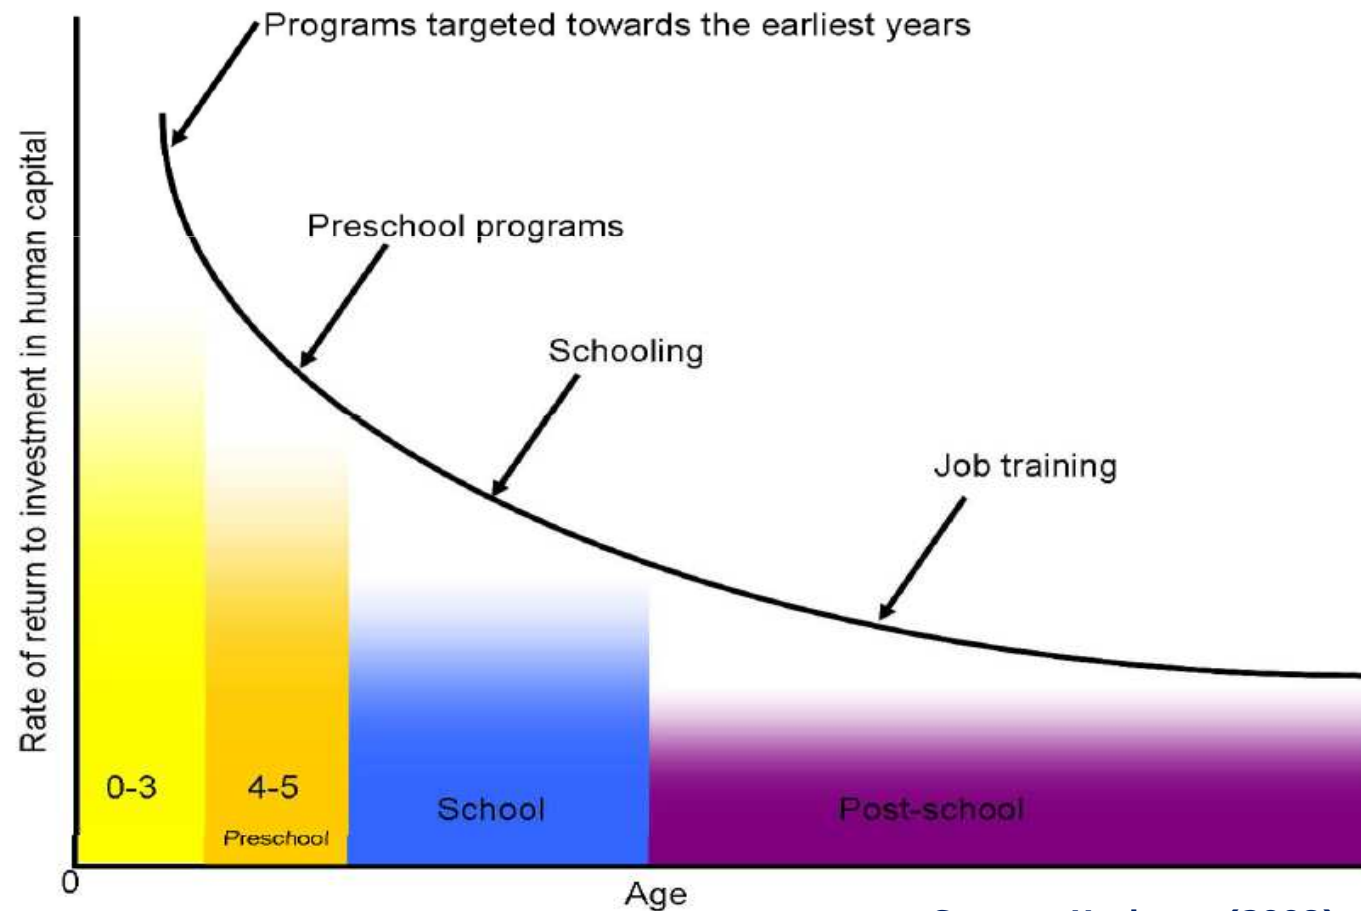 Programs targeted towards the earliest years
Preschool programs
Schooling
Job training
Rate of return to investment in human capital
0-3
4-5
Preschool
School
Post-school
0
Age